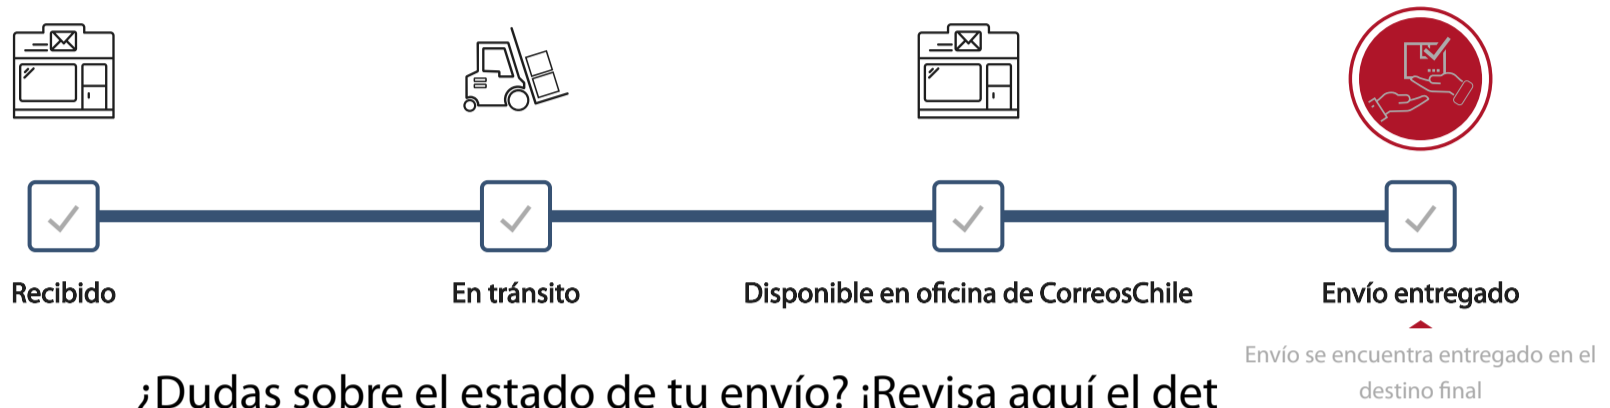 Recibido
En tránsito
Disponible en oficina de CorreosChile
Envío entregado
Envío se encuentra entregado en el
destino final
¿Dudas sobre el estado de tu envío? ¡Revisa aquí el det